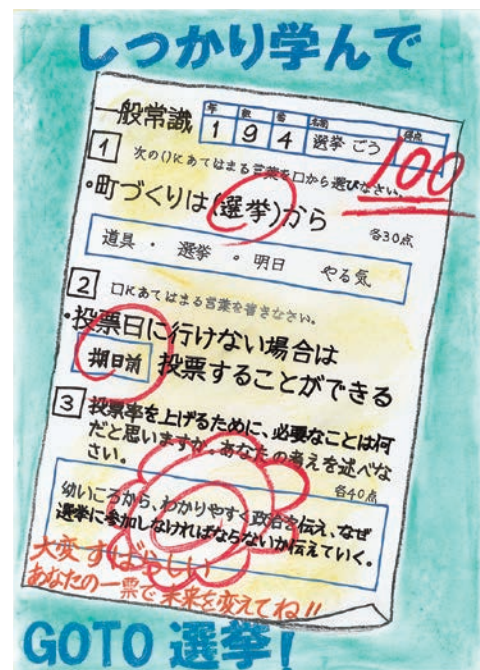 しっかり学んで
一般常識
年 組 番 名前 得点
1 9 4 選挙 ごう 100
1 次の()にあてはまる言葉を口から選びなさい。
・町づくりは(選挙)から
各30点
道具・選挙・明日 やる気
2 口にあてはまる言葉を書きなさい。
・投票日に行けない場合は
期日前 投票することができる
3 投票率を上げるために、必要なことは何
だと思いますか。あなたの考えを述べな
さい。
各40点
幼いころから、わかりやすく政治を伝え、なぜ
選挙に参加しなければならないか伝えていく。
大変 すばらしい
あなたの一票で未来を変えてね!!
GOTO 選挙!